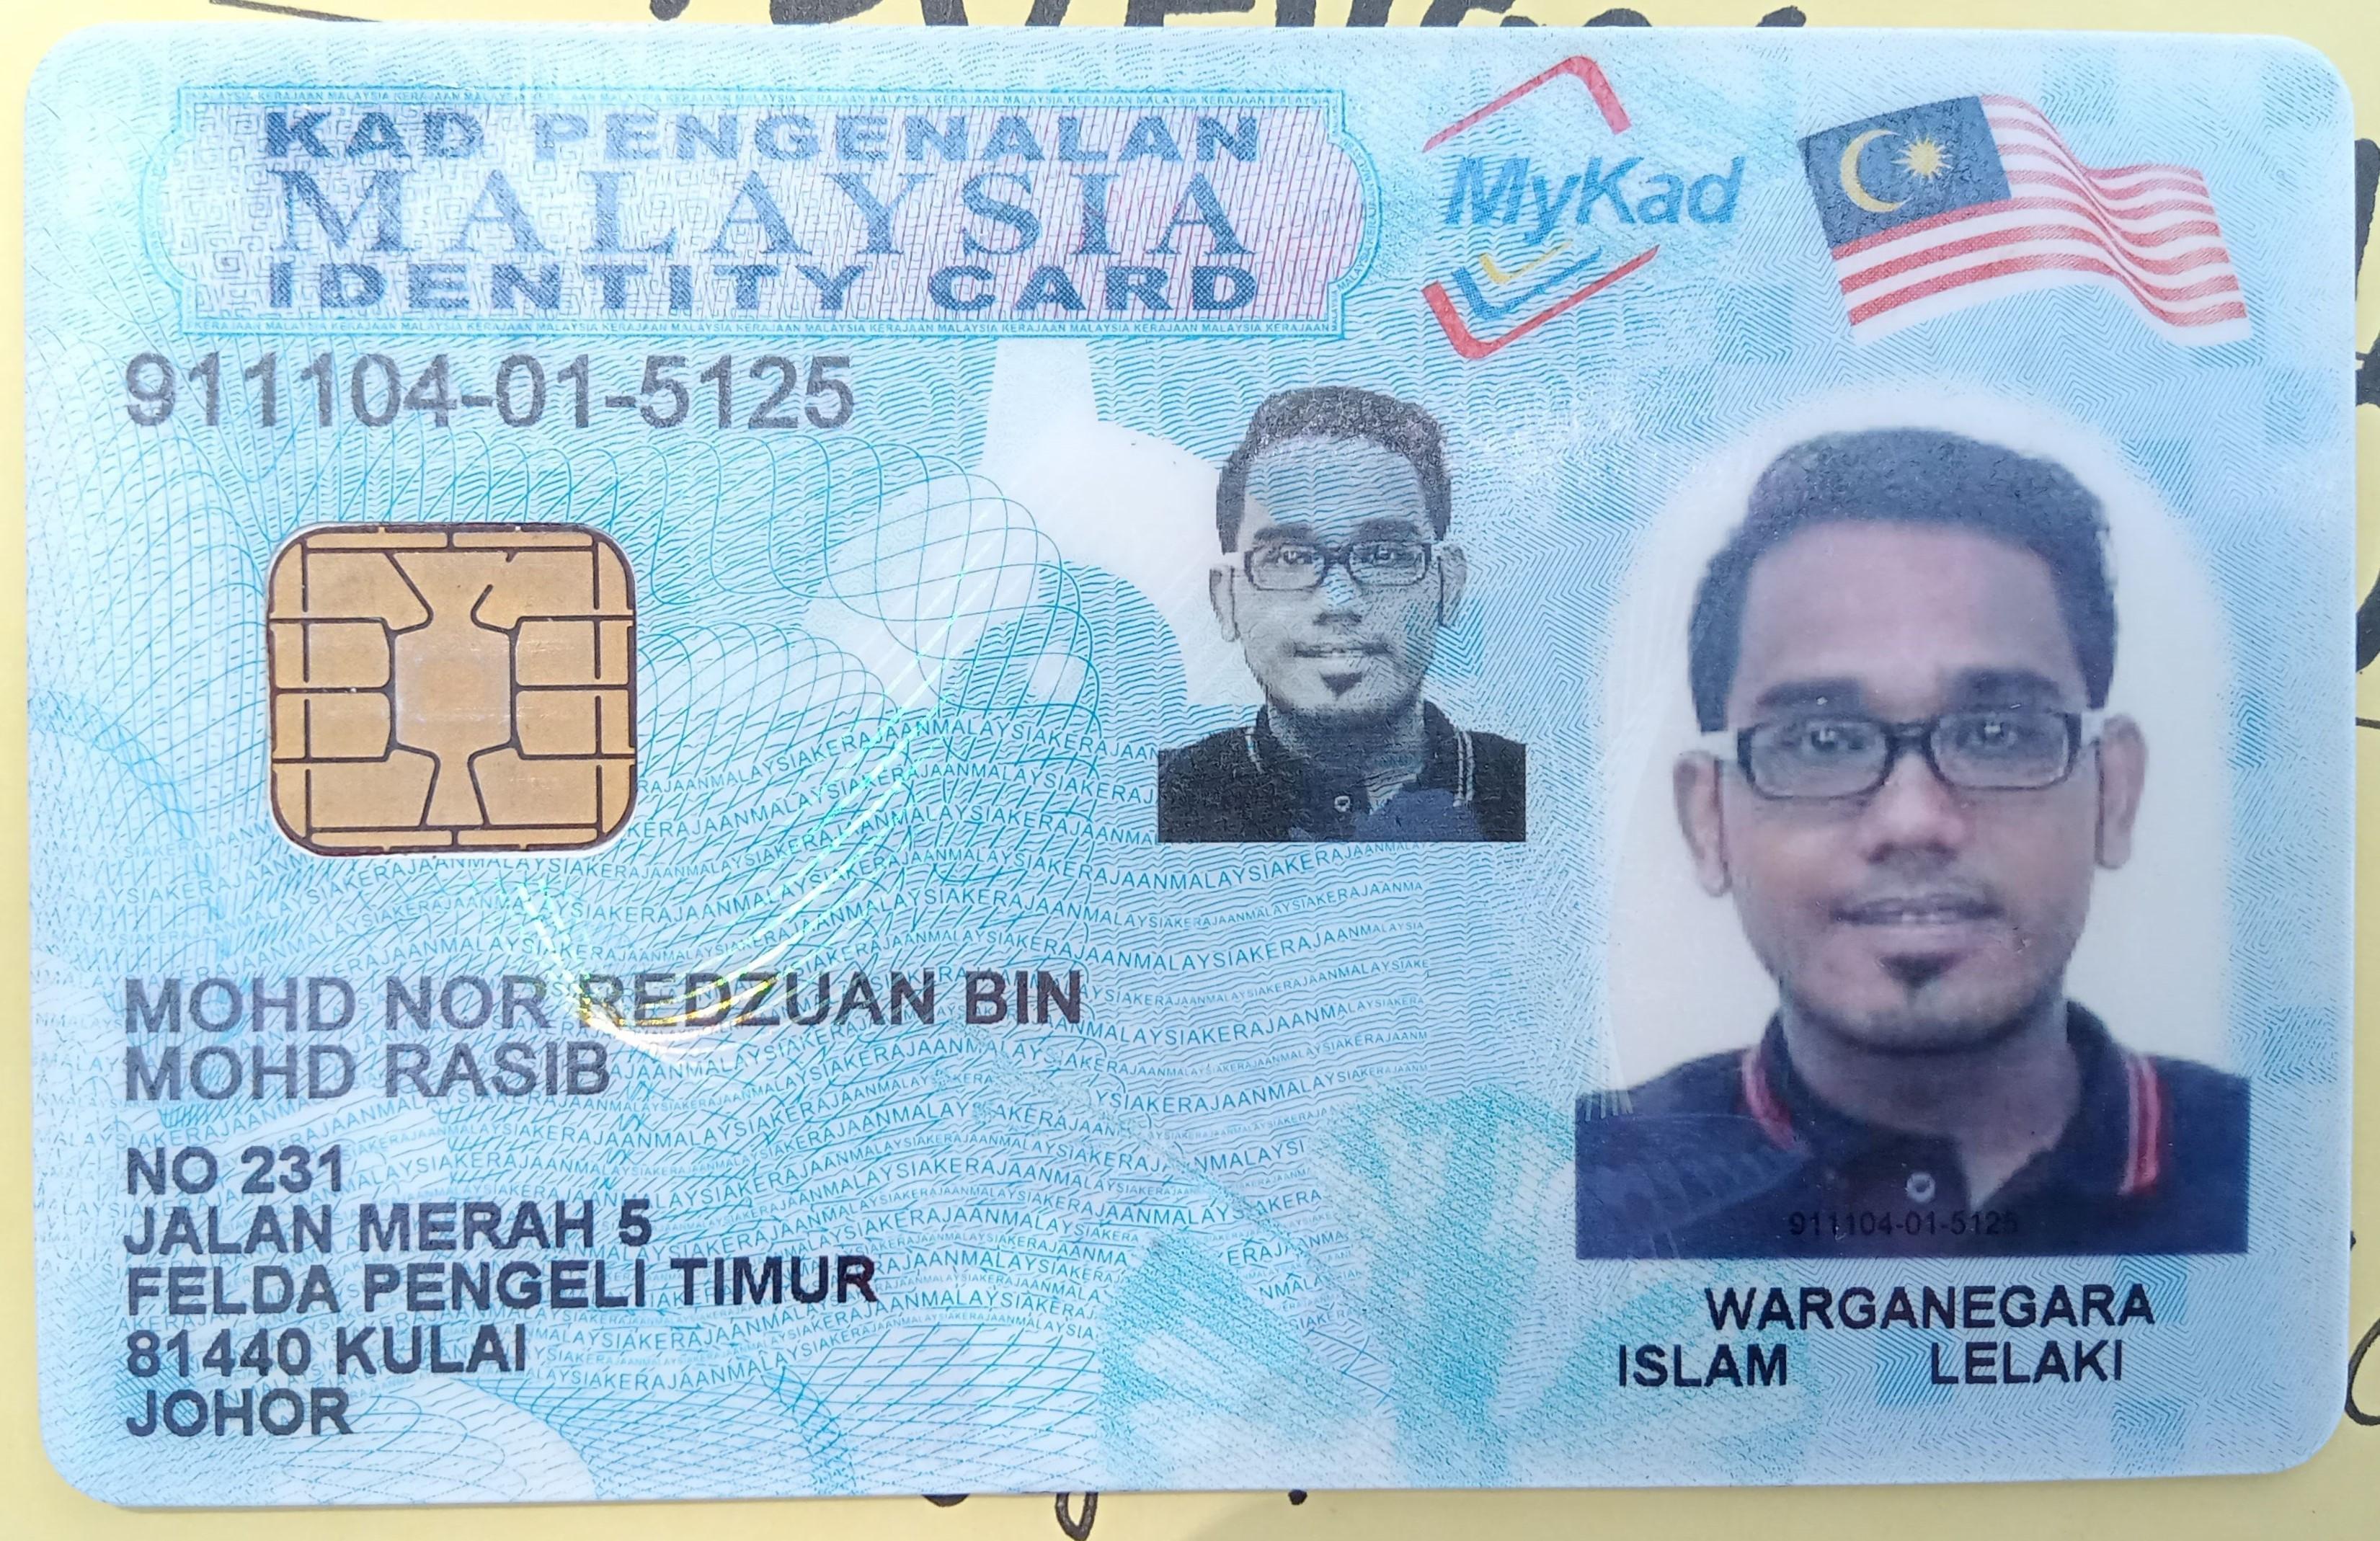 KAD PENGENALAN
MALAYSIA
IDENTITY CARD
MyKad
911104-01-5125
MOHD NOR REDZUAN BIN
MOHD RASIB
NO 231
JALAN MERAH 5
FELDA PENGELI TIMUR
81440 KULAI
JOHOR
911104-01-5125
WARGANEGARA
ISLAM LELAKI